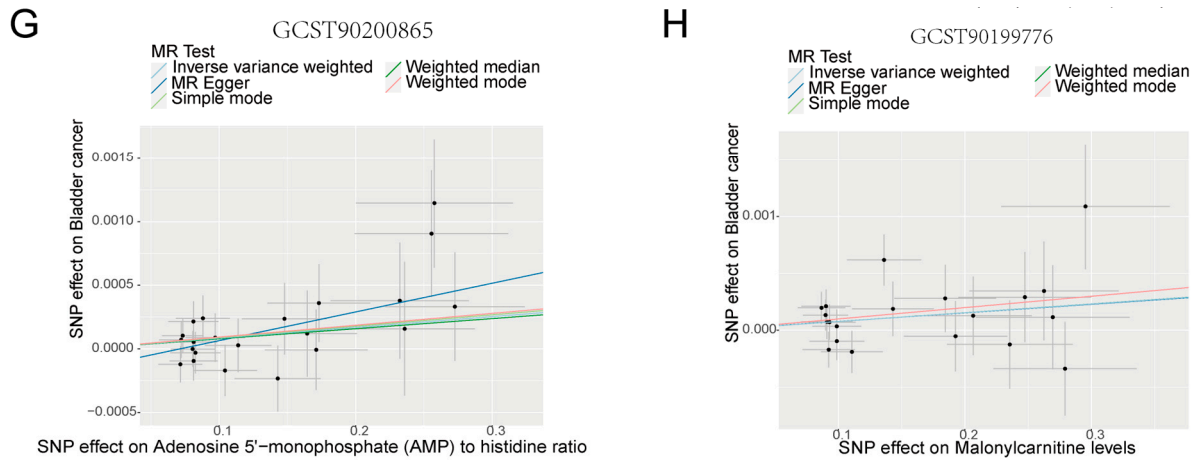 G
GCST90200865
MR Test
Inverse variance weighted
MR Egger
Simple mode
Weighted median
Weighted mode
SNP effect on Bladder cancer
0.0015
0.0010
0.0005
0.0000
−0.0005
0.1
0.2
0.3
SNP effect on Adenosine 5'−monophosphate (AMP) to histidine ratio
H
GCST90199776
MR Test
Inverse variance weighted
MR Egger
Simple mode
Weighted median
Weighted mode
SNP effect on Bladder cancer
0.001
0.000
0.1
0.2
0.3
SNP effect on Malonylcarnitine levels